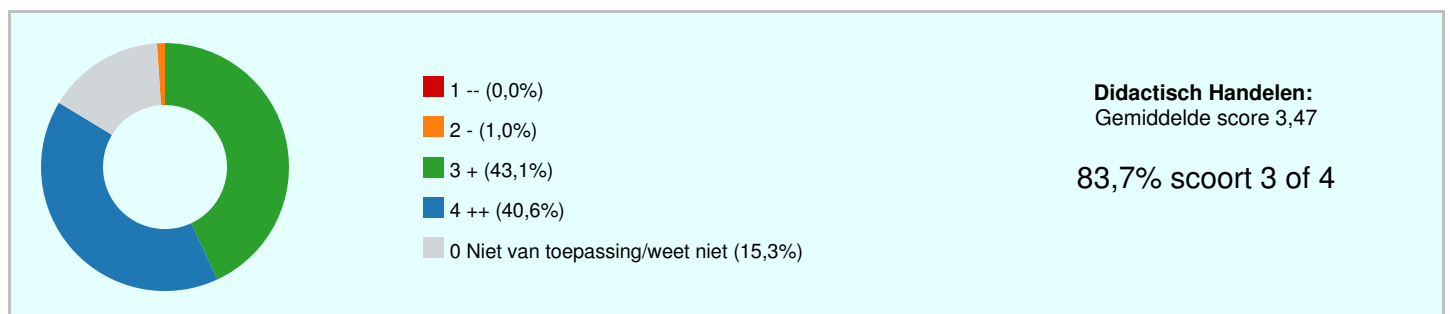 1 -- (0,0%)
2 - (1,0%)
3 + (43,1%)
4 ++ (40,6%)
0 Niet van toepassing/weet niet (15,3%)
Didactisch Handelen:
Gemiddelde score 3,47
83,7% scoort 3 of 4